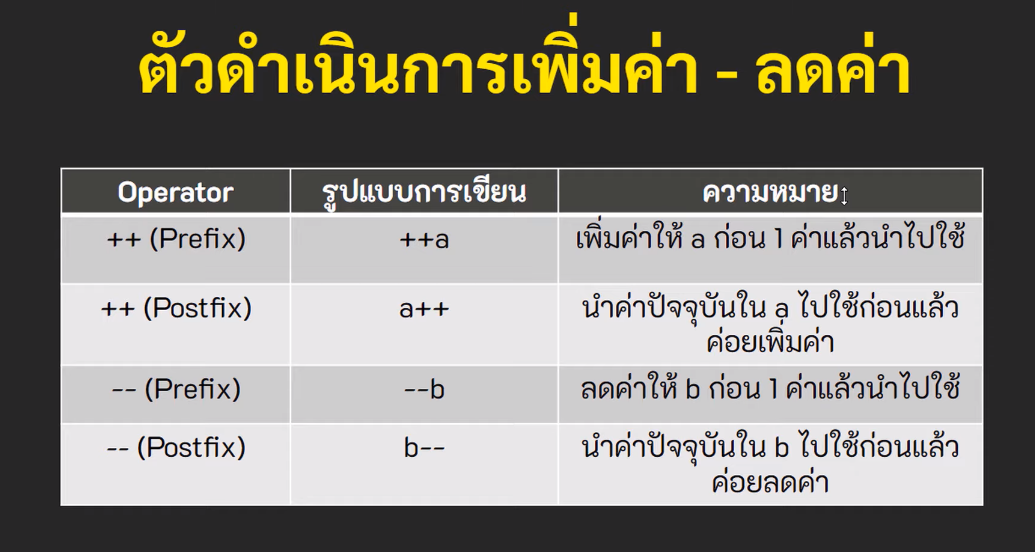 ตัวดำเนินการเพิ่มค่า - ลดค่า
Operator รูปแบบการเขียน ความหมาย
++ (Prefix) ++a เพิ่มค่าให้ a ก่อน 1 ค่าแล้วนำไปใช้
++ (Postfix) a++ นำค่าปัจจุบันใน a ไปใช้ก่อนแล้ว
ค่อยเพิ่มค่า
-- (Prefix) --b ลดค่าให้ b ก่อน 1 ค่าแล้วนำไปใช้
-- (Postfix) b-- นำค่าปัจจุบันใน b ไปใช้ก่อนแล้ว
ค่อยลดค่า